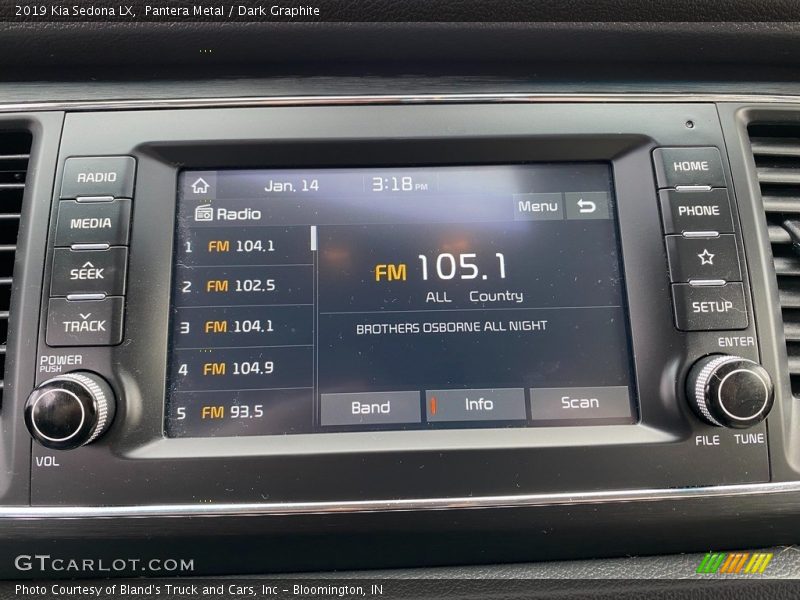 2019 Kia Sedona LX,  Pantera Metal / Dark Graphite
RADIO
MEDIA
SEEK
TRACK
POWER
PUSH
VOL
Jan. 14 3:18 PM
Radio
Menu
1 FM 104.1
2 FM 102.5
3 FM 104.1
4 FM 104.9
5 FM 93.5
FM 105.1
ALL Country
BROTHERS OSBORNE ALL NIGHT
Band
Info
Scan
HOME
PHONE
SETUP
ENTER
FILE TUNE
GTCARLOT.COM
Photo Courtesy of Bland's Truck and Cars, Inc - Bloomington, IN